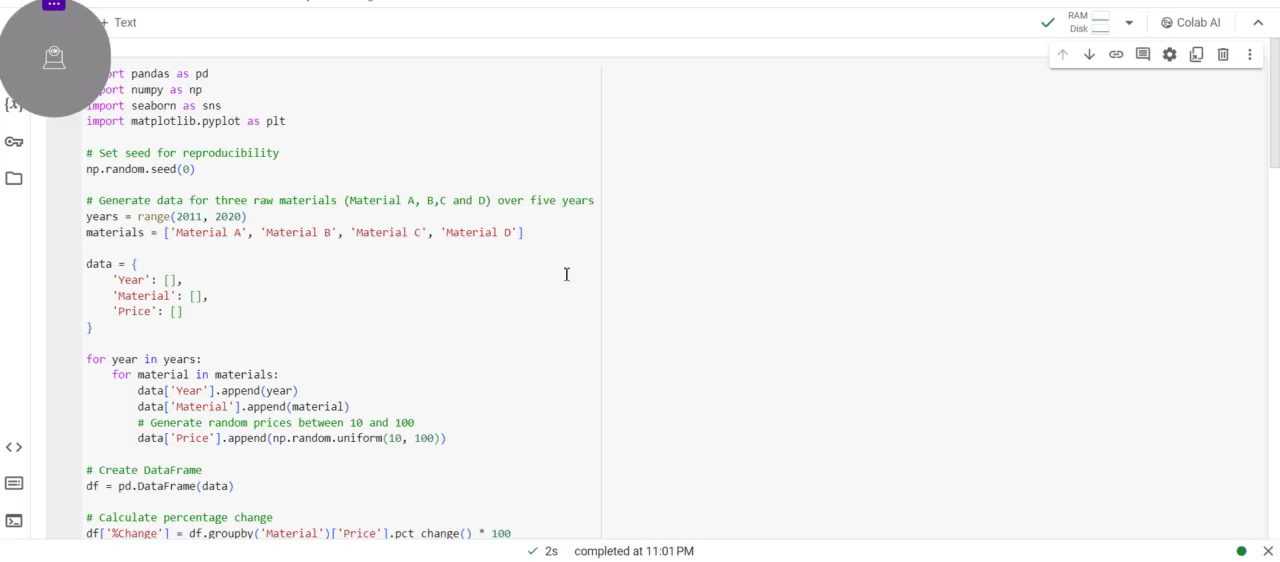 + Text
RAM
Disk
Colab AI
{x}
ort pandas as pd
mport numpy as np
import seaborn as sns
import matplotlib.pyplot as plt
# Set seed for reproducibility
np.random.seed(0)
# Generate data for three raw materials (Material A, B,C and D) over five years
years = range(2011, 2020)
materials = ['Material A', 'Material B', 'Material C', 'Material D']
data = {
'Year': [],
'Material': [],
'Price': []
}
for year in years:
for material in materials:
data['Year'].append(year)
data['Material'].append(material)
# Generate random prices between 10 and 100
data['Price'].append(np.random.uniform(10, 100))
# Create DataFrame
df = pd.DataFrame(data)
# Calculate percentage change
df['%Change'] = df.groupby('Material')['Price'].pct_change() * 100
2s completed at 11:01 PM